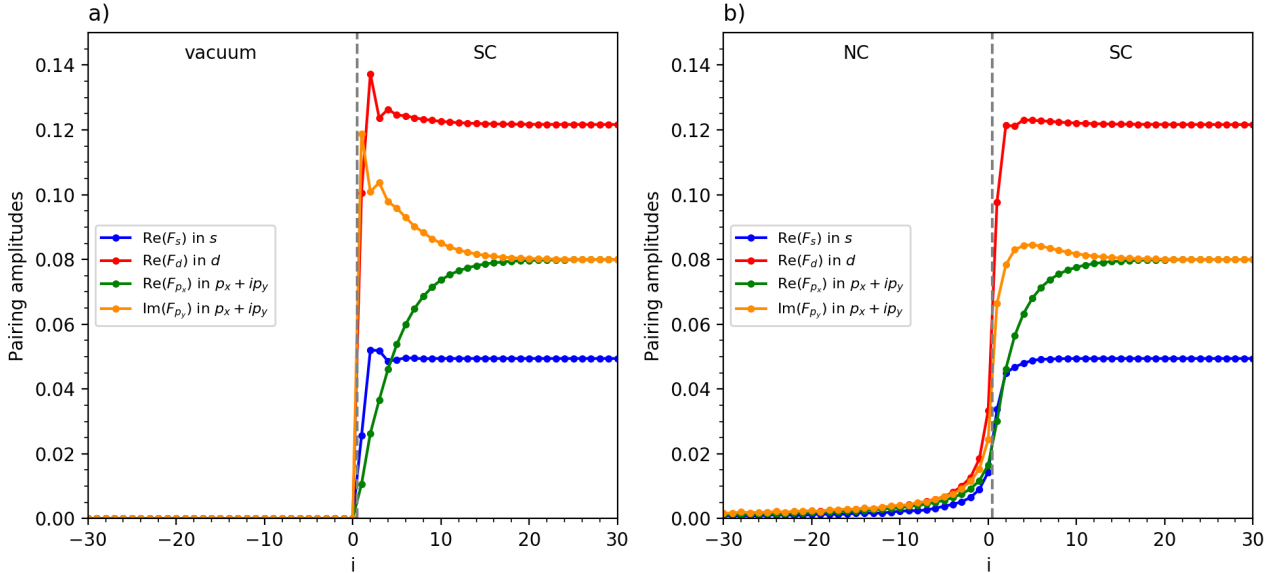 a)
vacuum
SC
0.14
0.12
0.10
0.08
0.06
0.04
0.02
0.00
Pairing amplitudes
Re(F_s) in s
Re(F_d) in d
Re(F_{p_x}) in p_x + ip_y
Im(F_{p_y}) in p_x + ip_y
−30 −20 −10 0 10 20 30
i
b)
NC
SC
0.14
0.12
0.10
0.08
0.06
0.04
0.02
0.00
Pairing amplitudes
Re(F_s) in s
Re(F_d) in d
Re(F_{p_x}) in p_x + ip_y
Im(F_{p_y}) in p_x + ip_y
−30 −20 −10 0 10 20 30
i